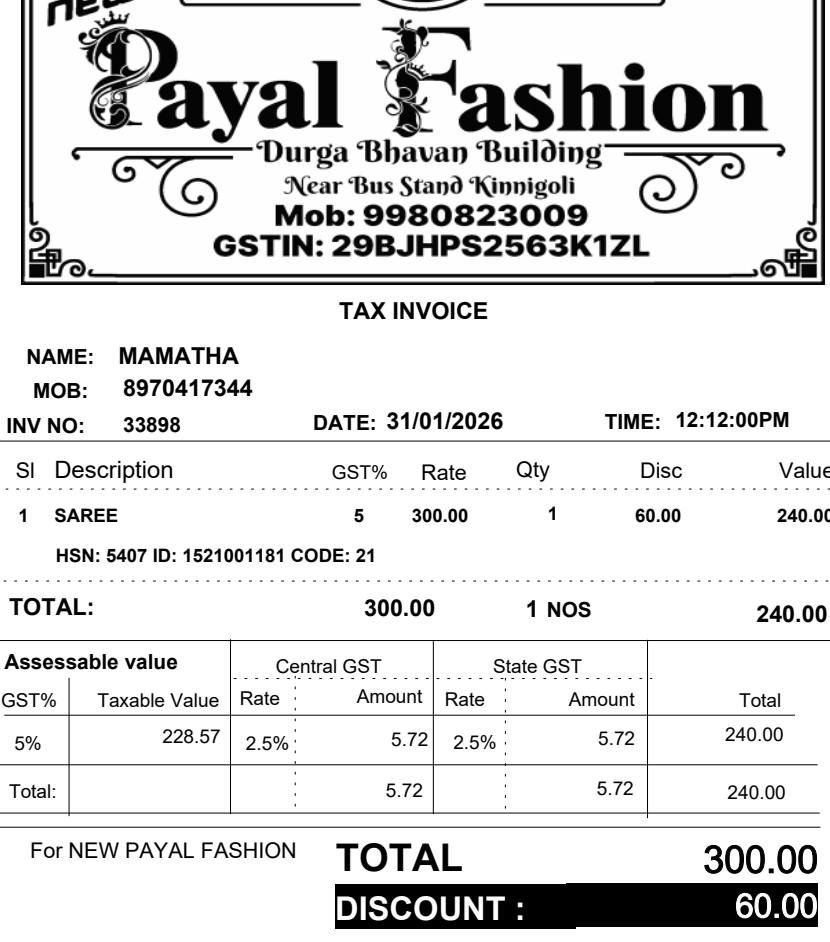 new
Payal Fashion
Durga Bhavan Building
Near Bus Stand Kinnigoli
Mob: 9980823009
GSTIN: 29BJHPS2563K1ZL
TAX INVOICE
NAME: MAMATHA
MOB: 8970417344
INV NO: 33898 DATE: 31/01/2026 TIME: 12:12:00PM
Sl Description GST% Rate Qty Disc Value
1 SAREE 5 300.00 1 60.00 240.00
HSN: 5407 ID: 1521001181 CODE: 21
TOTAL: 300.00 1 NOS 240.00
Assessable value Central GST State GST
GST% Taxable Value Rate Amount Rate Amount Total
5% 228.57 2.5% 5.72 2.5% 5.72 240.00
Total: 5.72 5.72 240.00
For NEW PAYAL FASHION TOTAL 300.00
DISCOUNT : 60.00